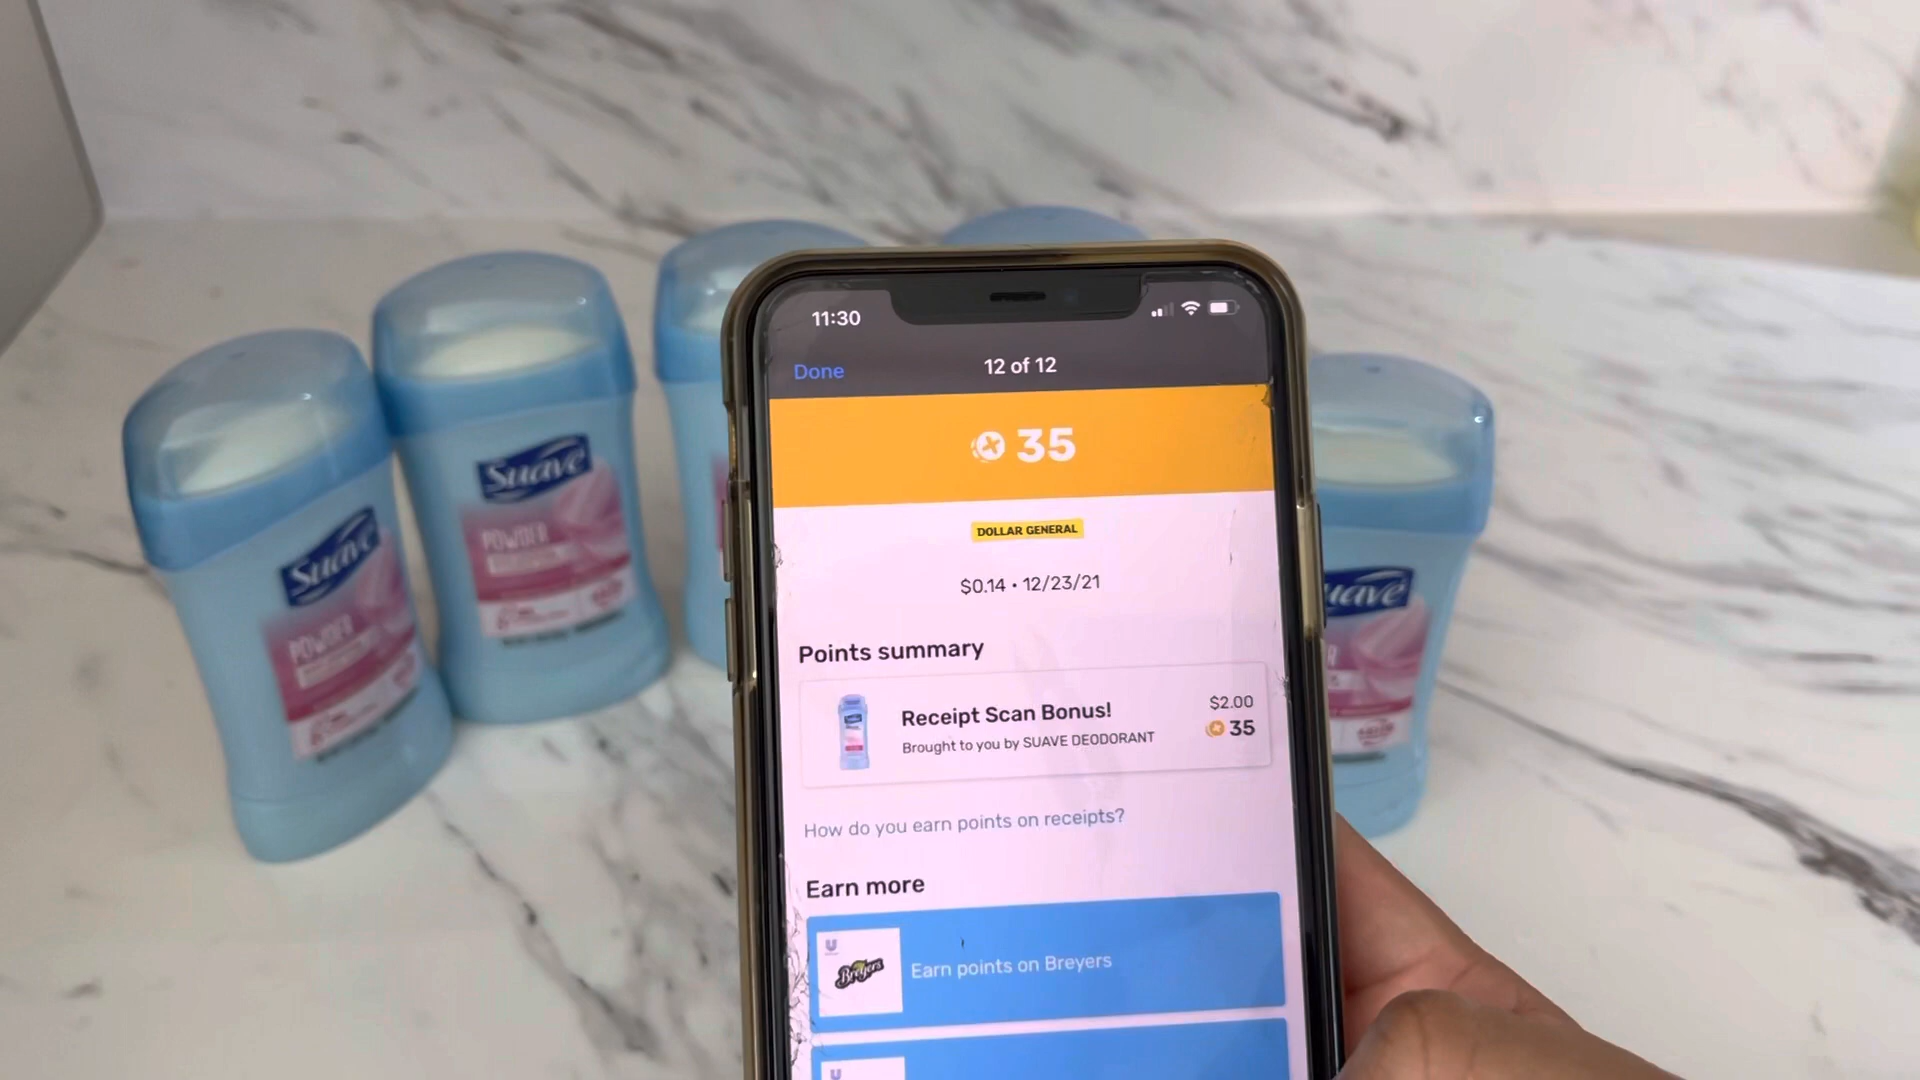 11:30
Done
12 of 12
35
DOLLAR GENERAL
$0.14 • 12/23/21
Points summary
Receipt Scan Bonus!
$2.00
Brought to you by SUAVE DEODORANT
35
How do you earn points on receipts?
Earn more
Breyers
Earn points on Breyers
Suave
POWDER
Suave
POWDER
uave
R